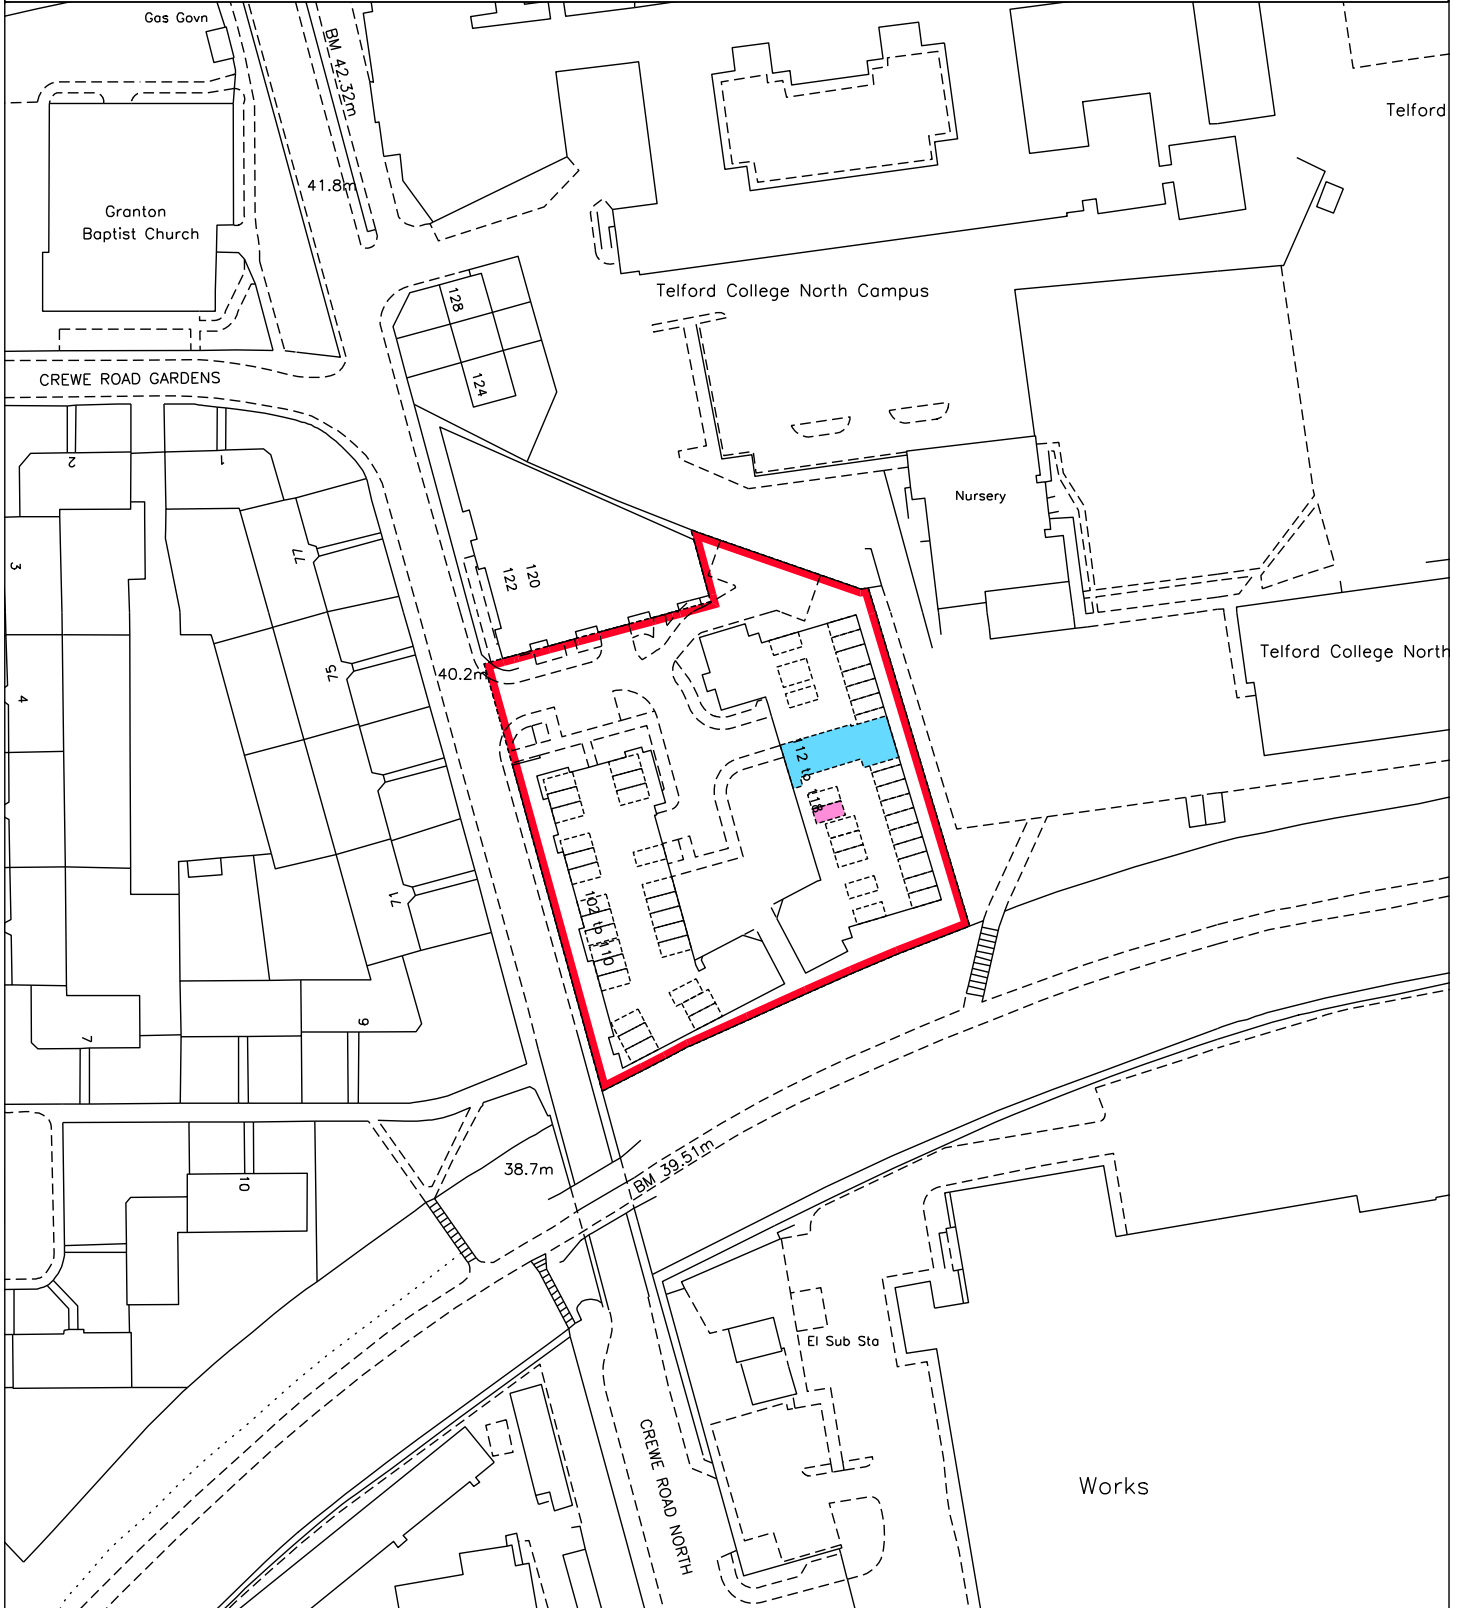 Gas Govn
BM 42.32m
Telford
41.8m
Granton
Baptist Church
Telford College North Campus
128
CREWE ROAD GARDENS
124
2
1
Nursery
77
3
120
122
Telford College North
75
40.2m
4
12 to 118
71
102 to 110
9
7
BM 39.51m
38.7m
10
El Sub Sta
CREWE ROAD NORTH
Works